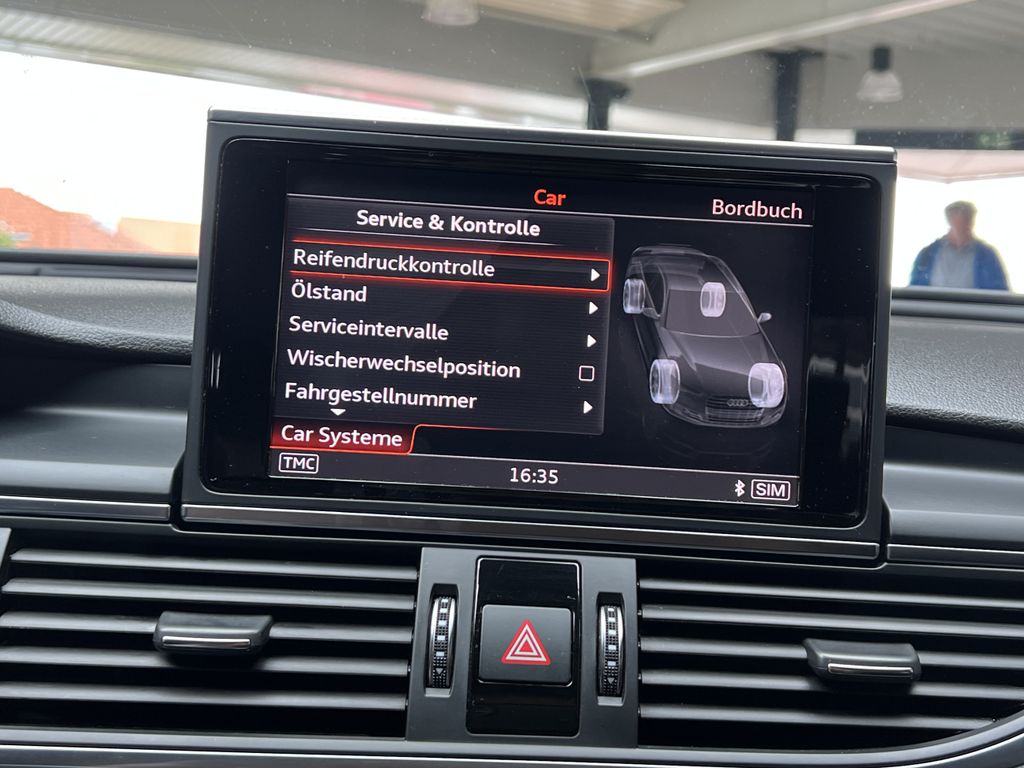 Car
Bordbuch
Service & Kontrolle
Reifendruckkontrolle
Ölstand
Serviceintervalle
Wischerwechselposition
Fahrgestellnummer
Car Systeme
TMC
16:35
SIM